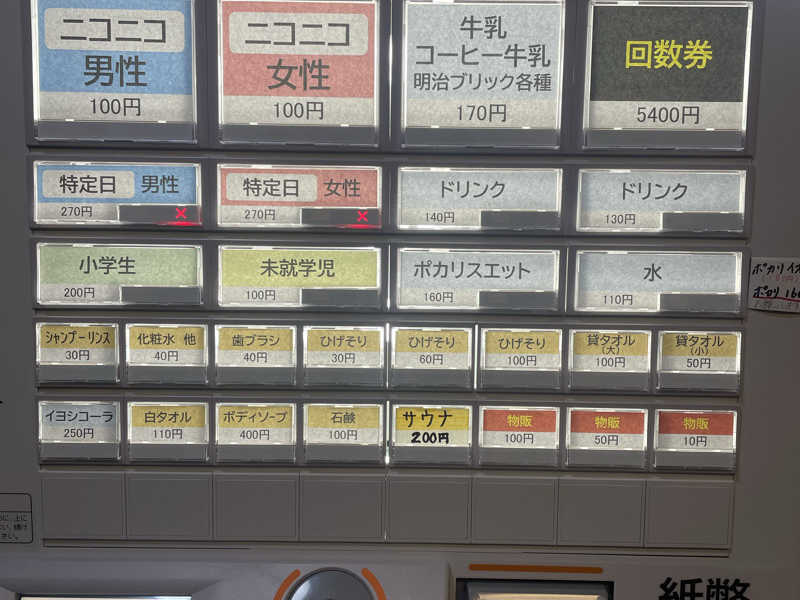 ニコニコ
男性
100円
ニコニコ
女性
100円
牛乳
コーヒー牛乳
明治ブリック各種
170円
回数券
5400円
特定日 男性
270円
特定日 女性
270円
ドリンク
140円
ドリンク
130円
小学生
200円
未就学児
100円
ポカリスエット
160円
水
110円
ポカリ
ポカリ 160
シャンプーリンス
30円
化粧水 他
40円
歯ブラシ
40円
ひげそり
30円
ひげそり
60円
ひげそり
100円
貸タオル
(大)
100円
貸タオル
(小)
50円
イヨシコーラ
250円
白タオル
110円
ボディソープ
400円
石鹸
100円
サウナ
200円
物販
100円
物販
50円
物販
10円
紙幣